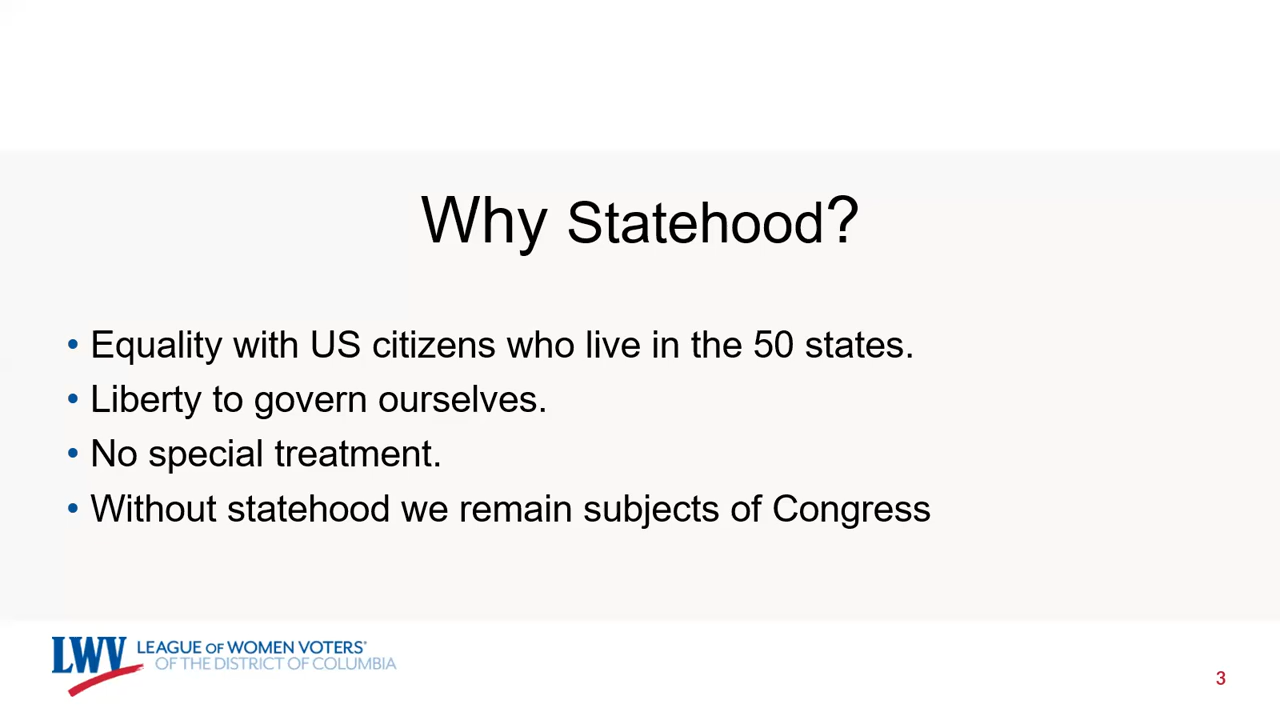 Why Statehood?
• Equality with US citizens who live in the 50 states.
• Liberty to govern ourselves.
• No special treatment.
• Without statehood we remain subjects of Congress
LWV LEAGUE OF WOMEN VOTERS®
OF THE DISTRICT OF COLUMBIA
3